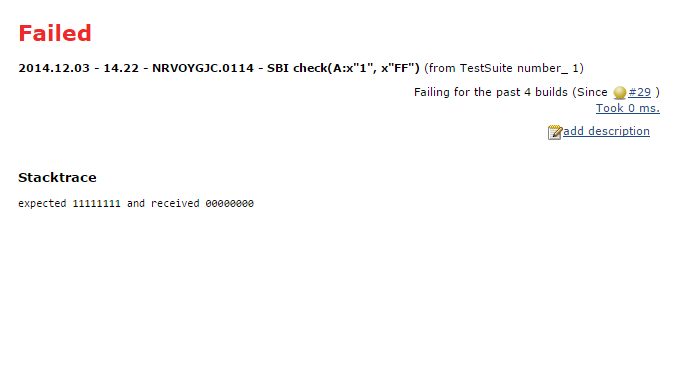 Failed
2014.12.03 - 14.22 - NRVOYGJC.0114 - SBI check(A:x"1", x"FF") (from TestSuite number_ 1)
Failing for the past 4 builds (Since #29 )
Took 0 ms.
add description
Stacktrace
expected 11111111 and received 00000000